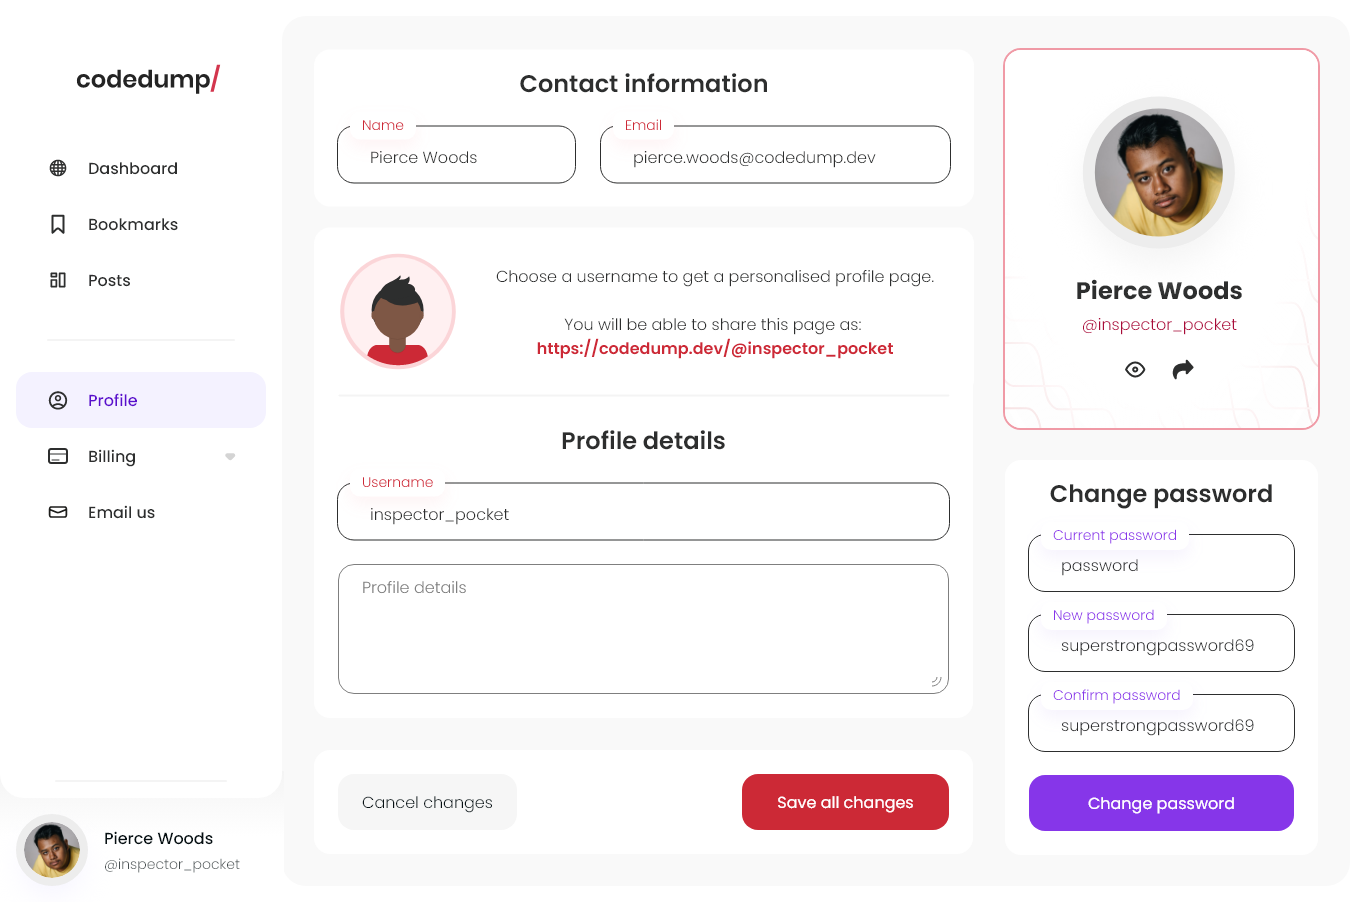 codedump/
Dashboard
Bookmarks
Posts
Profile
Billing
Email us
Pierce Woods
@inspector_pocket
Contact information
Name
Pierce Woods
Email
pierce.woods@codedump.dev
Choose a username to get a personalised profile page.
You will be able to share this page as:
https://codedump.dev/@inspector_pocket
Profile details
Username
inspector_pocket
Profile details
Cancel changes
Save all changes
Pierce Woods
@inspector_pocket
Change password
Current password
password
New password
superstrongpassword69
Confirm password
superstrongpassword69
Change password